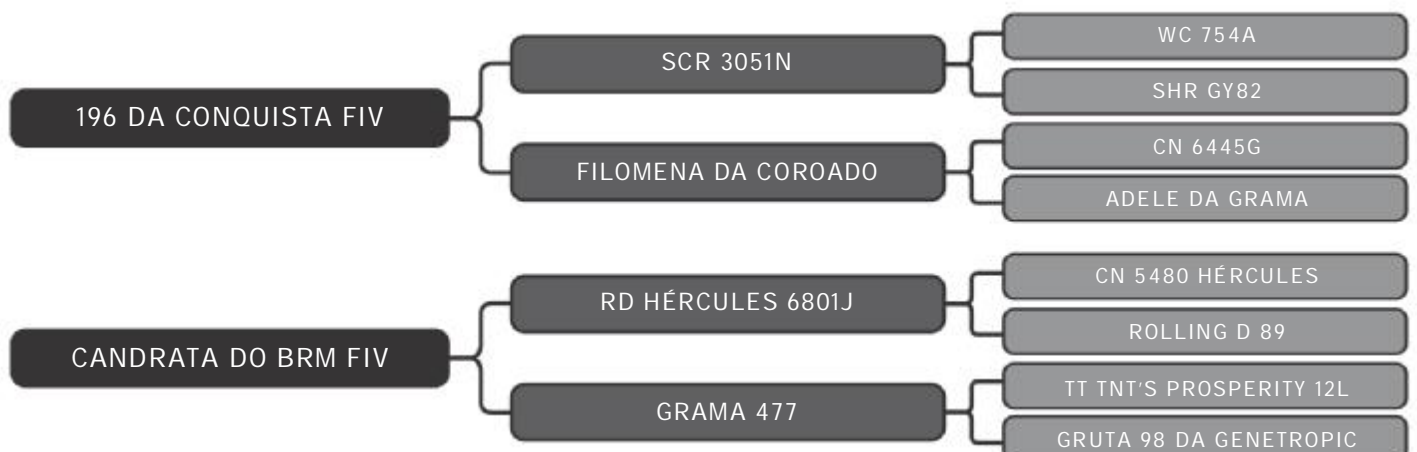 WC 754A
SCR 3051N
SHR GY82
196 DA CONQUISTA FIV
CN 6445G
FILOMENA DA COROADO
ADELE DA GRAMA
CN 5480 HÉRCULES
RD HÉRCULES 6801J
ROLLING D 89
CANDRATA DO BRM FIV
TT TNT'S PROSPERITY 12L
GRAMA 477
GRUTA 98 DA GENETROPIC